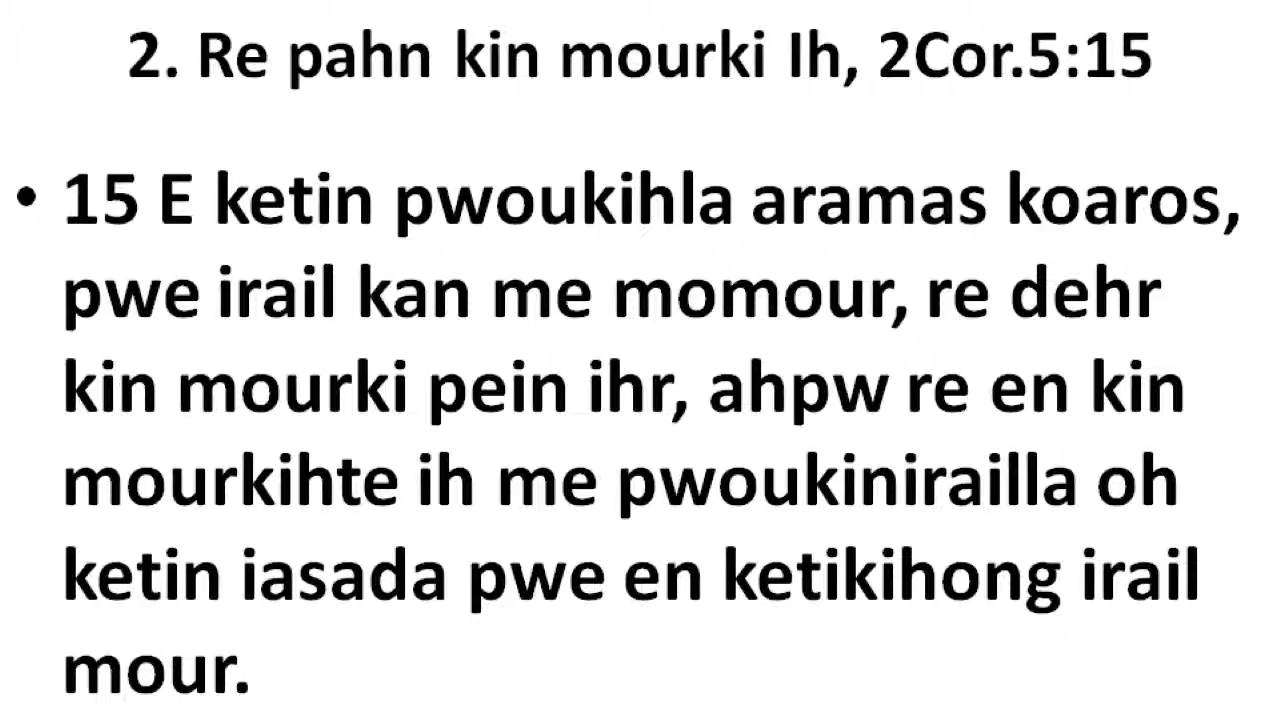 2. Re pahn kin mourki Ih, 2Cor.5:15
• 15 E ketin pwoukihla aramas koaros,
pwe irail kan me momour, re dehr
kin mourki pein ihr, ahpw re en kin
mourkihte ih me pwoukinirailla oh
ketin iasada pwe en ketikihong irail
mour.